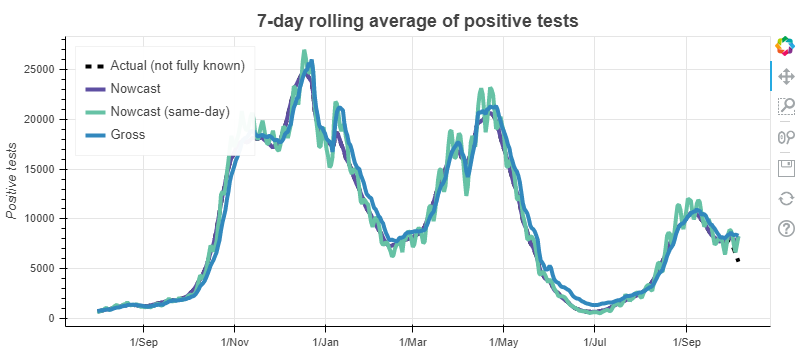 7-day rolling average of positive tests
Actual (not fully known)
Nowcast
Nowcast (same-day)
Gross
Positive tests
25000
20000
15000
10000
5000
0
1/Sep 1/Nov 1/Jan 1/Mar 1/May 1/Jul 1/Sep